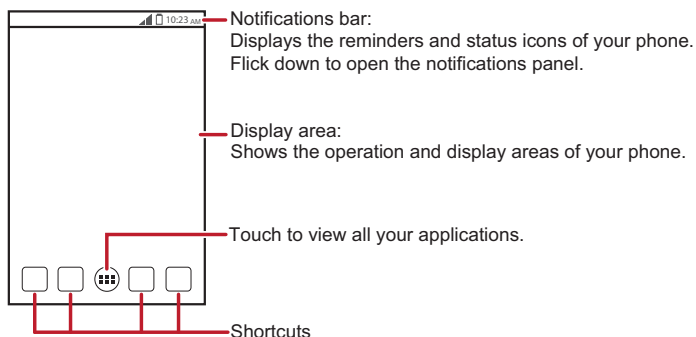 10:23 AM
Notifications bar:
Displays the reminders and status icons of your phone.
Flick down to open the notifications panel.
Display area:
Shows the operation and display areas of your phone.
Touch to view all your applications.
Shortcuts